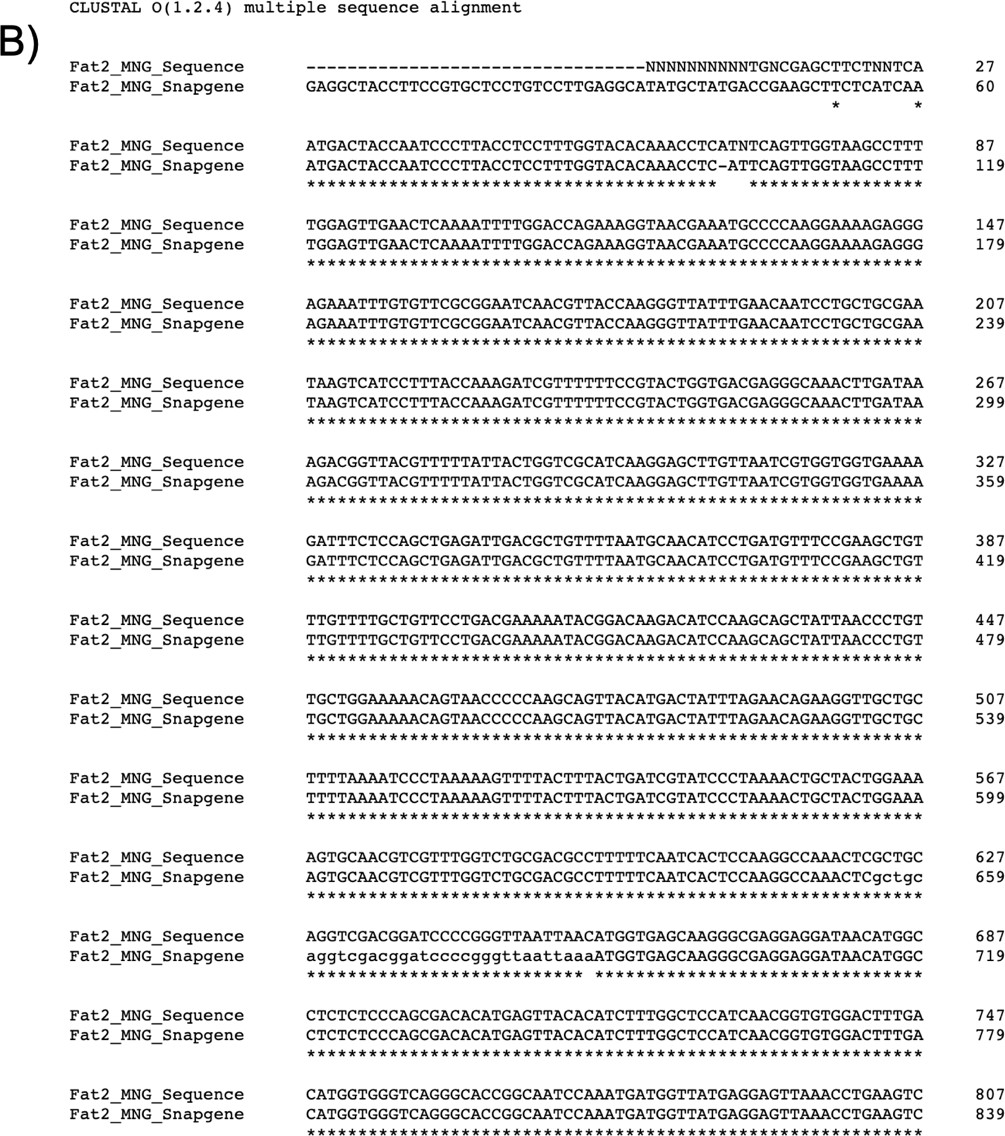 CLUSTAL O(1.2.4) multiple sequence alignment
B)
Fat2_MNG_Sequence ---------------------------------NNNNNNNNNNTGNCGAGCTTCTNNTCA 27
Fat2_MNG_Snapgene GAGGCTACCTTCCGTGCTCCTGTCCTTGAGGCATATGCTATGACCGAAGCTTCTCATCAA 60
* *
Fat2_MNG_Sequence ATGACTACCAATCCCTTACCTCCTTTGGTACACAAACCTCATNTCAGTTGGTAAGCCTTT 87
Fat2_MNG_Snapgene ATGACTACCAATCCCTTACCTCCTTTGGTACACAAACCTC-ATTCAGTTGGTAAGCCTTT 119
**************************************** *****************
Fat2_MNG_Sequence TGGAGTTGAACTCAAAATTTTGGACCAGAAAGGTAACGAAATGCCCCAAGGAAAAGAGGG 147
Fat2_MNG_Snapgene TGGAGTTGAACTCAAAATTTTGGACCAGAAAGGTAACGAAATGCCCCAAGGAAAAGAGGG 179
************************************************************
Fat2_MNG_Sequence AGAAATTTGTGTTCGCGGAATCAACGTTACCAAGGGTTATTTGAACAATCCTGCTGCGAA 207
Fat2_MNG_Snapgene AGAAATTTGTGTTCGCGGAATCAACGTTACCAAGGGTTATTTGAACAATCCTGCTGCGAA 239
************************************************************
Fat2_MNG_Sequence TAAGTCATCCTTTACCAAAGATCGTTTTTTCCGTACTGGTGACGAGGGCAAACTTGATAA 267
Fat2_MNG_Snapgene TAAGTCATCCTTTACCAAAGATCGTTTTTTCCGTACTGGTGACGAGGGCAAACTTGATAA 299
************************************************************
Fat2_MNG_Sequence AGACGGTTACGTTTTTATTACTGGTCGCATCAAGGAGCTTGTTAATCGTGGTGGTGAAAA 327
Fat2_MNG_Snapgene AGACGGTTACGTTTTTATTACTGGTCGCATCAAGGAGCTTGTTAATCGTGGTGGTGAAAA 359
************************************************************
Fat2_MNG_Sequence GATTTCTCCAGCTGAGATTGACGCTGTTTTAATGCAACATCCTGATGTTTCCGAAGCTGT 387
Fat2_MNG_Snapgene GATTTCTCCAGCTGAGATTGACGCTGTTTTAATGCAACATCCTGATGTTTCCGAAGCTGT 419
************************************************************
Fat2_MNG_Sequence TTGTTTTGCTGTTCCTGACGAAAAATACGGACAAGACATCCAAGCAGCTATTAACCCTGT 447
Fat2_MNG_Snapgene TTGTTTTGCTGTTCCTGACGAAAAATACGGACAAGACATCCAAGCAGCTATTAACCCTGT 479
************************************************************
Fat2_MNG_Sequence TGCTGGAAAAACAGTAACCCCCAAGCAGTTACATGACTATTTAGAACAGAAGGTTGCTGC 507
Fat2_MNG_Snapgene TGCTGGAAAAACAGTAACCCCCAAGCAGTTACATGACTATTTAGAACAGAAGGTTGCTGC 539
************************************************************
Fat2_MNG_Sequence TTTTAAAATCCCTAAAAAGTTTTACTTTACTGATCGTATCCCTAAAACTGCTACTGGAAA 567
Fat2_MNG_Snapgene TTTTAAAATCCCTAAAAAGTTTTACTTTACTGATCGTATCCCTAAAACTGCTACTGGAAA 599
************************************************************
Fat2_MNG_Sequence AGTGCAACGTCGTTTGGTCTGCGACGCCTTTTTCAATCACTCCAAGGCCAAACTCGCTGC 627
Fat2_MNG_Snapgene AGTGCAACGTCGTTTGGTCTGCGACGCCTTTTTCAATCACTCCAAGGCCAAACTCgctgc 659
************************************************************
Fat2_MNG_Sequence AGGTCGACGGATCCCCGGGTTAATTAACATGGTGAGCAAGGGCGAGGAGGATAACATGGC 687
Fat2_MNG_Snapgene aggtcgacggatccccgggttaattaaaATGGTGAGCAAGGGCGAGGAGGATAACATGGC 719
*************************** ********************************
Fat2_MNG_Sequence CTCTCTCCCAGCGACACATGAGTTACACATCTTTGGCTCCATCAACGGTGTGGACTTTGA 747
Fat2_MNG_Snapgene CTCTCTCCCAGCGACACATGAGTTACACATCTTTGGCTCCATCAACGGTGTGGACTTTGA 779
************************************************************
Fat2_MNG_Sequence CATGGTGGGTCAGGGCACCGGCAATCCAAATGATGGTTATGAGGAGTTAAACCTGAAGTC 807
Fat2_MNG_Snapgene CATGGTGGGTCAGGGCACCGGCAATCCAAATGATGGTTATGAGGAGTTAAACCTGAAGTC 839
************************************************************